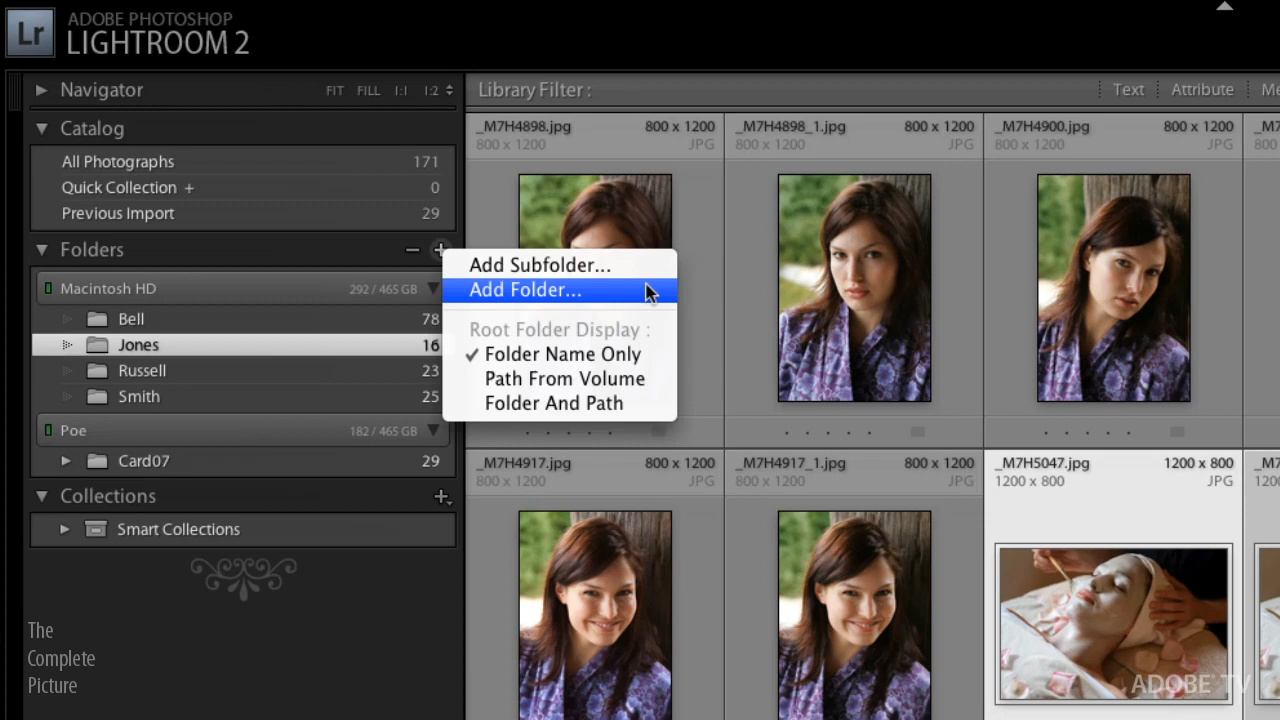 Lr
ADOBE PHOTOSHOP
LIGHTROOM 2
Navigator FIT FILL 1:1 1:2
Catalog
All Photographs 171
Quick Collection + 0
Previous Import 29
Folders − +
Macintosh HD 292 / 465 GB
Bell 78
Jones 16
Russell 23
Smith 25
Poe 182 / 465 GB
Card07 29
Collections +
Smart Collections
The
Complete
Picture
Add Subfolder...
Add Folder...
Root Folder Display :
✓ Folder Name Only
Path From Volume
Folder And Path
Library Filter : Text Attribute
_M7H4898.jpg 800 x 1200
800 x 1200 JPG
_M7H4898_1.jpg 800 x 1200
800 x 1200 JPG
_M7H4900.jpg 800 x 1200
800 x 1200 JPG
_M7H4917.jpg 800 x 1200
800 x 1200 JPG
_M7H4917_1.jpg 800 x 1200
800 x 1200 JPG
_M7H5047.jpg 1200 x 800
1200 x 800 JPG
ADOBE TV